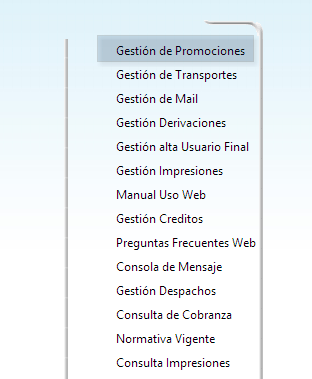 Gestión de Promociones
Gestión de Transportes
Gestión de Mail
Gestión Derivaciones
Gestión alta Usuario Final
Gestión Impresiones
Manual Uso Web
Gestión Creditos
Preguntas Frecuentes Web
Consola de Mensaje
Gestión Despachos
Consulta de Cobranza
Normativa Vigente
Consulta Impresiones